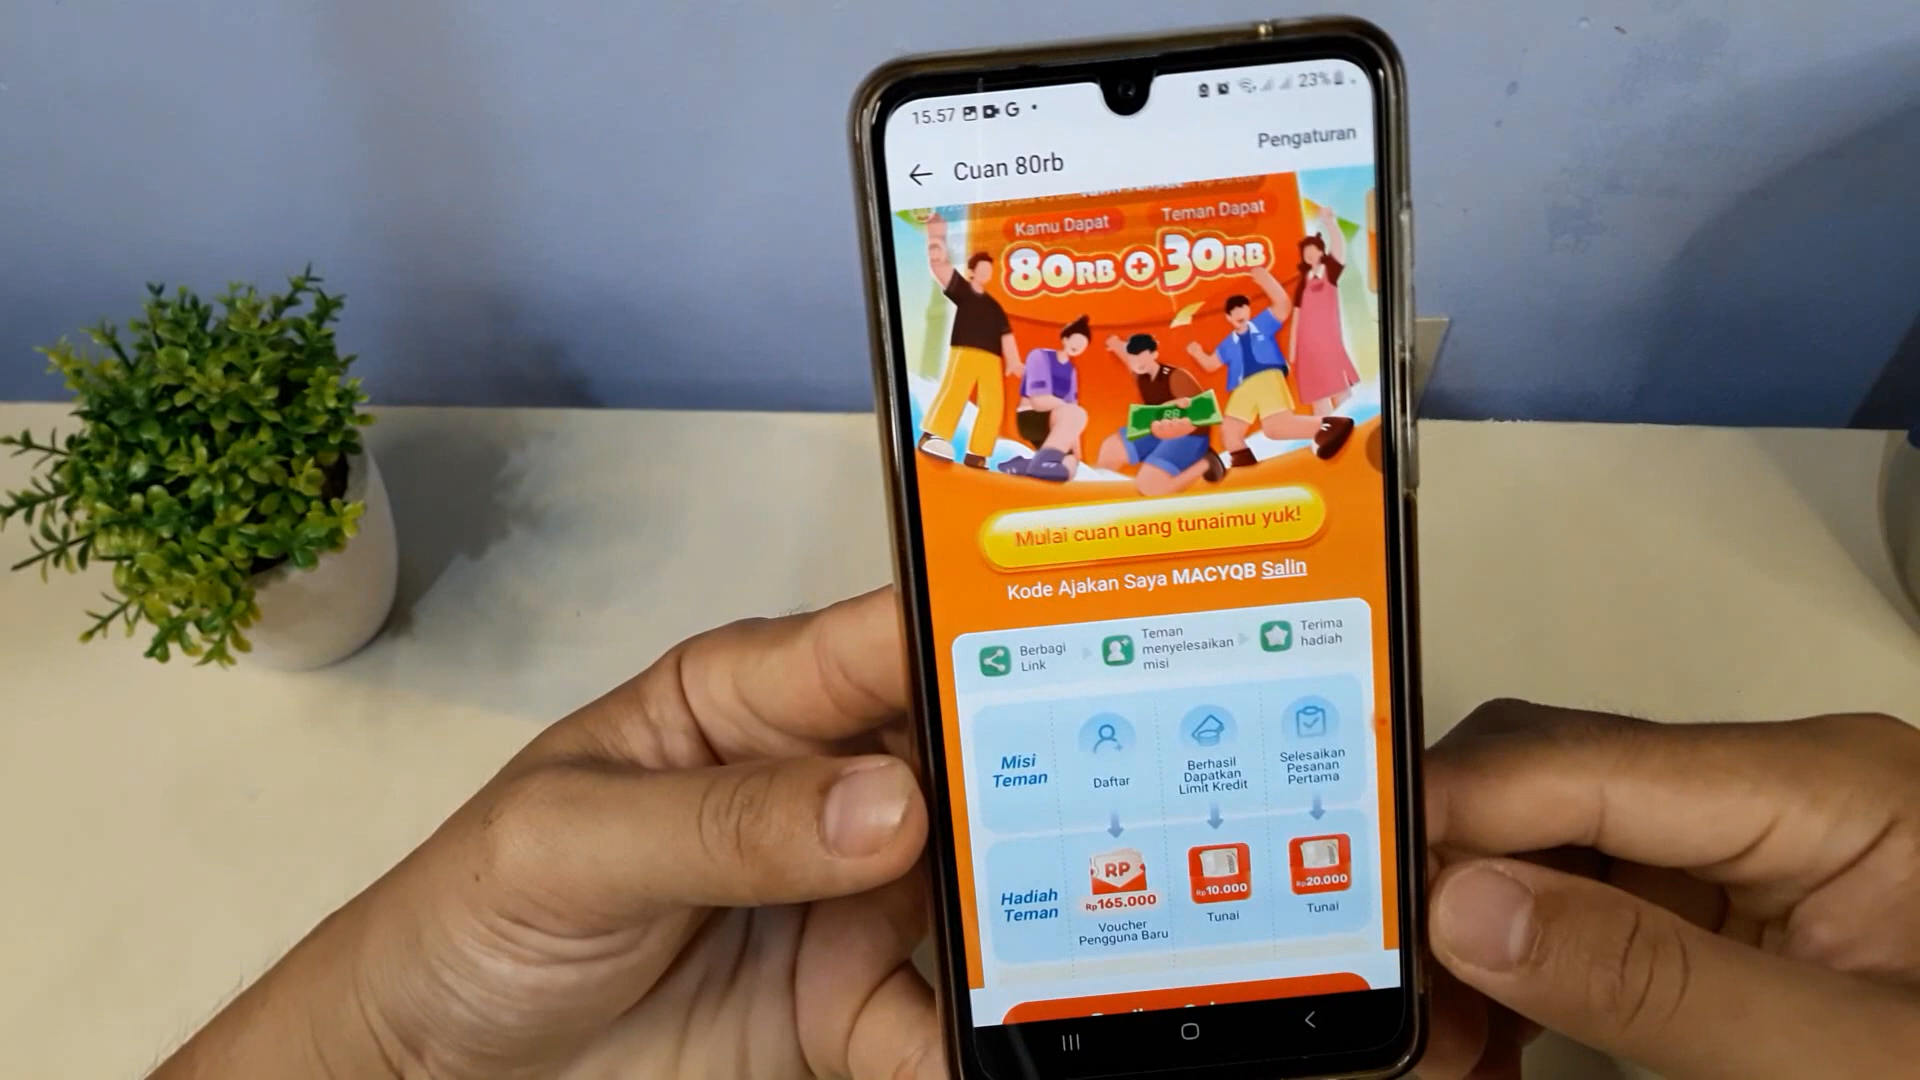 15.57 G
23%
Pengaturan
Cuan 80rb
Kamu Dapat
Teman Dapat
80RB + 30RB
RB
Mulai cuan uang tunaimu yuk!
Kode Ajakan Saya MACYQB Salin
Berbagi
Link
Teman
menyelesaikan
misi
Terima
hadiah
Misi
Teman
Daftar
Berhasil
Dapatkan
Limit Kredit
Selesaikan
Pesanan
Pertama
Hadiah
Teman
RP
Rp165.000
Voucher
Pengguna Baru
Rp10.000
Tunai
Rp20.000
Tunai